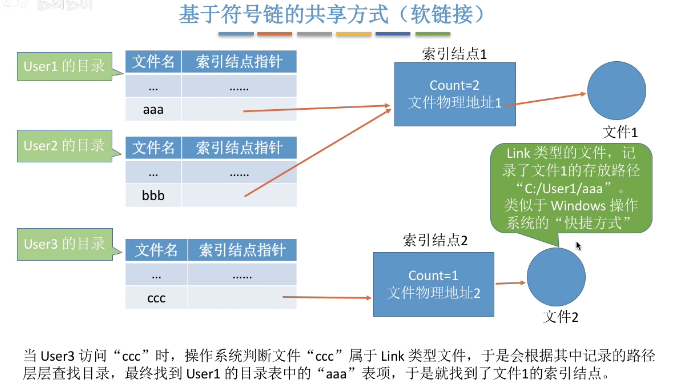 基于符号链的共享方式（软链接）
User1 的目录
文件名 索引结点指针
... ......
aaa
User2 的目录
文件名 索引结点指针
... ......
bbb
User3 的目录
文件名 索引结点指针
... ......
ccc
索引结点1
Count=2
文件物理地址1
文件1
Link 类型的文件，记
录了文件1的存放路径
“C:/User1/aaa”。
类似于 Windows 操作
系统的“快捷方式”
索引结点2
Count=1
文件物理地址2
文件2
当 User3 访问“ccc”时，操作系统判断文件“ccc”属于 Link 类型文件，于是会根据其中记录的路径
层层查找目录，最终找到 User1 的目录表中的“aaa”表项，于是就找到了文件1的索引结点。